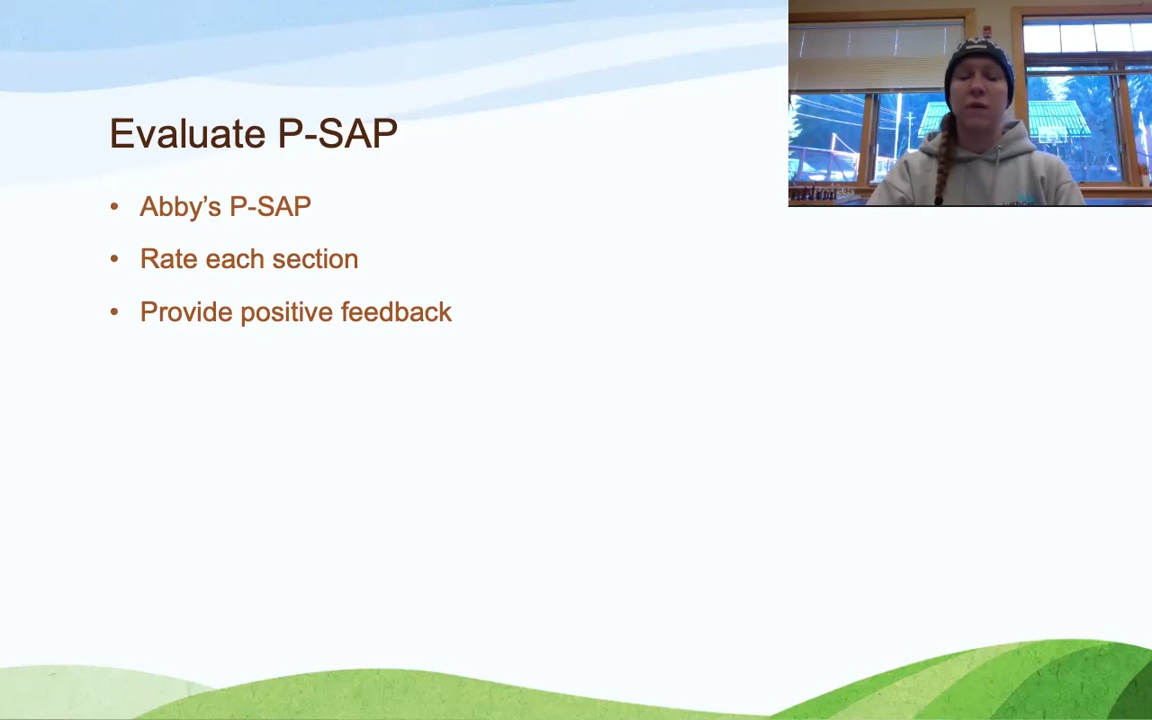 Evaluate P-SAP
• Abby’s P-SAP
• Rate each section
• Provide positive feedback